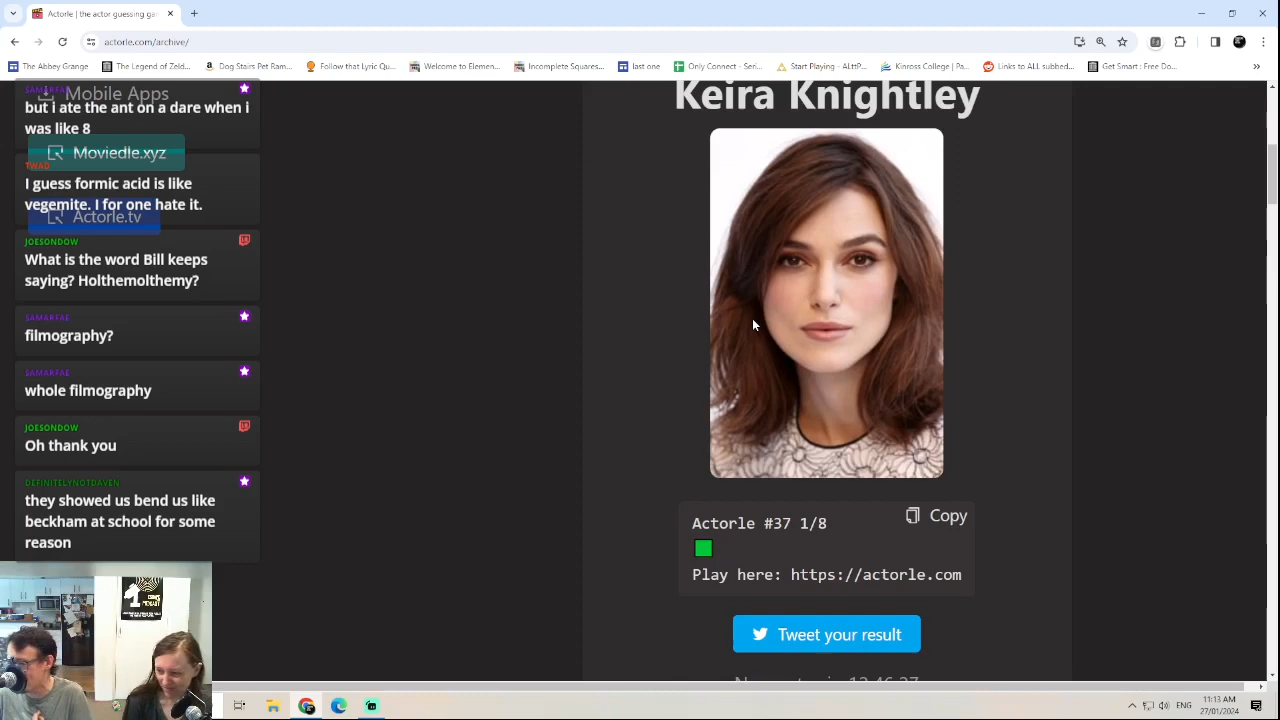 Actorle | the actor guessing ga
actorle.com/archive/
The Abbey Grange
The Legend of Zeld...
Dog Stairs Pet Ram...
Follow that Lyric Qu...
Welcome to Elemen...
Incomplete Squares...
last one
Only Connect - Seri...
Start Playing - ALttP...
Kinross College | Pa...
Links to ALL subbed...
Get Smart : Free Do...
»
Mobile Apps
SAMARFAE
but i ate the ant on a dare when i
was like 8
Moviedle.xyz
TWAD
I guess formic acid is like
vegemite. I for one hate it.
Actorle.tv
JOESONDOW
What is the word Bill keeps
saying? Holthemolthemy?
SAMARFAE
filmography?
SAMARFAE
whole filmography
JOESONDOW
Oh thank you
DEFINITELYNOTDAVEN
they showed us bend us like
beckham at school for some
reason
Keira Knightley
Actorle #37 1/8
Copy
Play here: https://actorle.com
Tweet your result
ENG
11:13 AM
27/01/2024